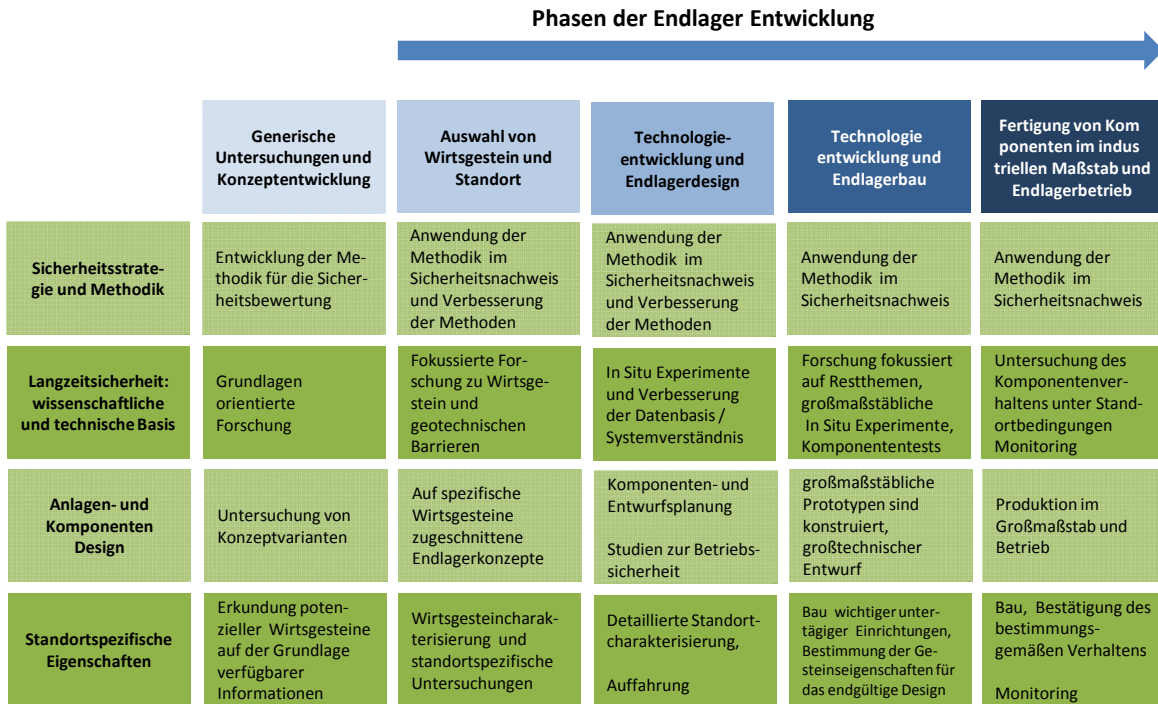 Phasen der Endlager Entwicklung
Generische
Untersuchungen und
Konzeptentwicklung
Auswahl von
Wirtsgestein und
Standort
Technologie-
entwicklung und
Endlagerdesign
Technologie
entwicklung und
Endlagerbau
Fertigung von Kom
ponenten im indus
triellen Maßstab und
Endlagerbetrieb
Sicherheitsstrate-
gie und Methodik
Entwicklung der Me-
thodik für die Sicher-
heitsbewertung
Anwendung der
Methodik im
Sicherheitsnachweis
und Verbesserung
der Methoden
Anwendung der
Methodik im
Sicherheitsnachweis
und Verbesserung
der Methoden
Anwendung der
Methodik im
Sicherheitsnachweis
Anwendung der
Methodik im
Sicherheitsnachweis
Langzeitsicherheit:
wissenschaftliche
und technische Basis
Grundlagen
orientierte
Forschung
Fokussierte For-
schung zu Wirtsge-
stein und
geotechnischen
Barrieren
In Situ Experimente
und Verbesserung
der Datenbasis /
Systemverständnis
Forschung fokussiert
auf Restthemen,
großmaßstäbliche
In Situ Experimente,
Komponententests
Untersuchung des
Komponentenver-
haltens unter Stand-
ortbedingungen
Monitoring
Anlagen- und
Komponenten
Design
Untersuchung von
Konzeptvarianten
Auf spezifische
Wirtsgesteine
zugeschnittene
Endlagerkonzepte
Komponenten- und
Entwurfsplanung
Studien zur Betriebs-
sicherheit
großmaßstäbliche
Prototypen sind
konstruiert,
großtechnischer
Entwurf
Produktion im
Großmaßstab und
Betrieb
Standortspezifische
Eigenschaften
Erkundung poten-
zieller Wirtsgesteine
auf der Grundlage
verfügbarer
Informationen
Wirtsgesteincharak-
terisierung und
standortspezifische
Untersuchungen
Detaillierte Standort-
charakterisierung,
Auffahrung
Bau wichtiger unter-
tägiger Einrichtungen,
Bestimmung der Ge-
steinseigenschaften für
das endgültige Design
Bau, Bestätigung des
bestimmungs-
gemäßen Verhaltens
Monitoring